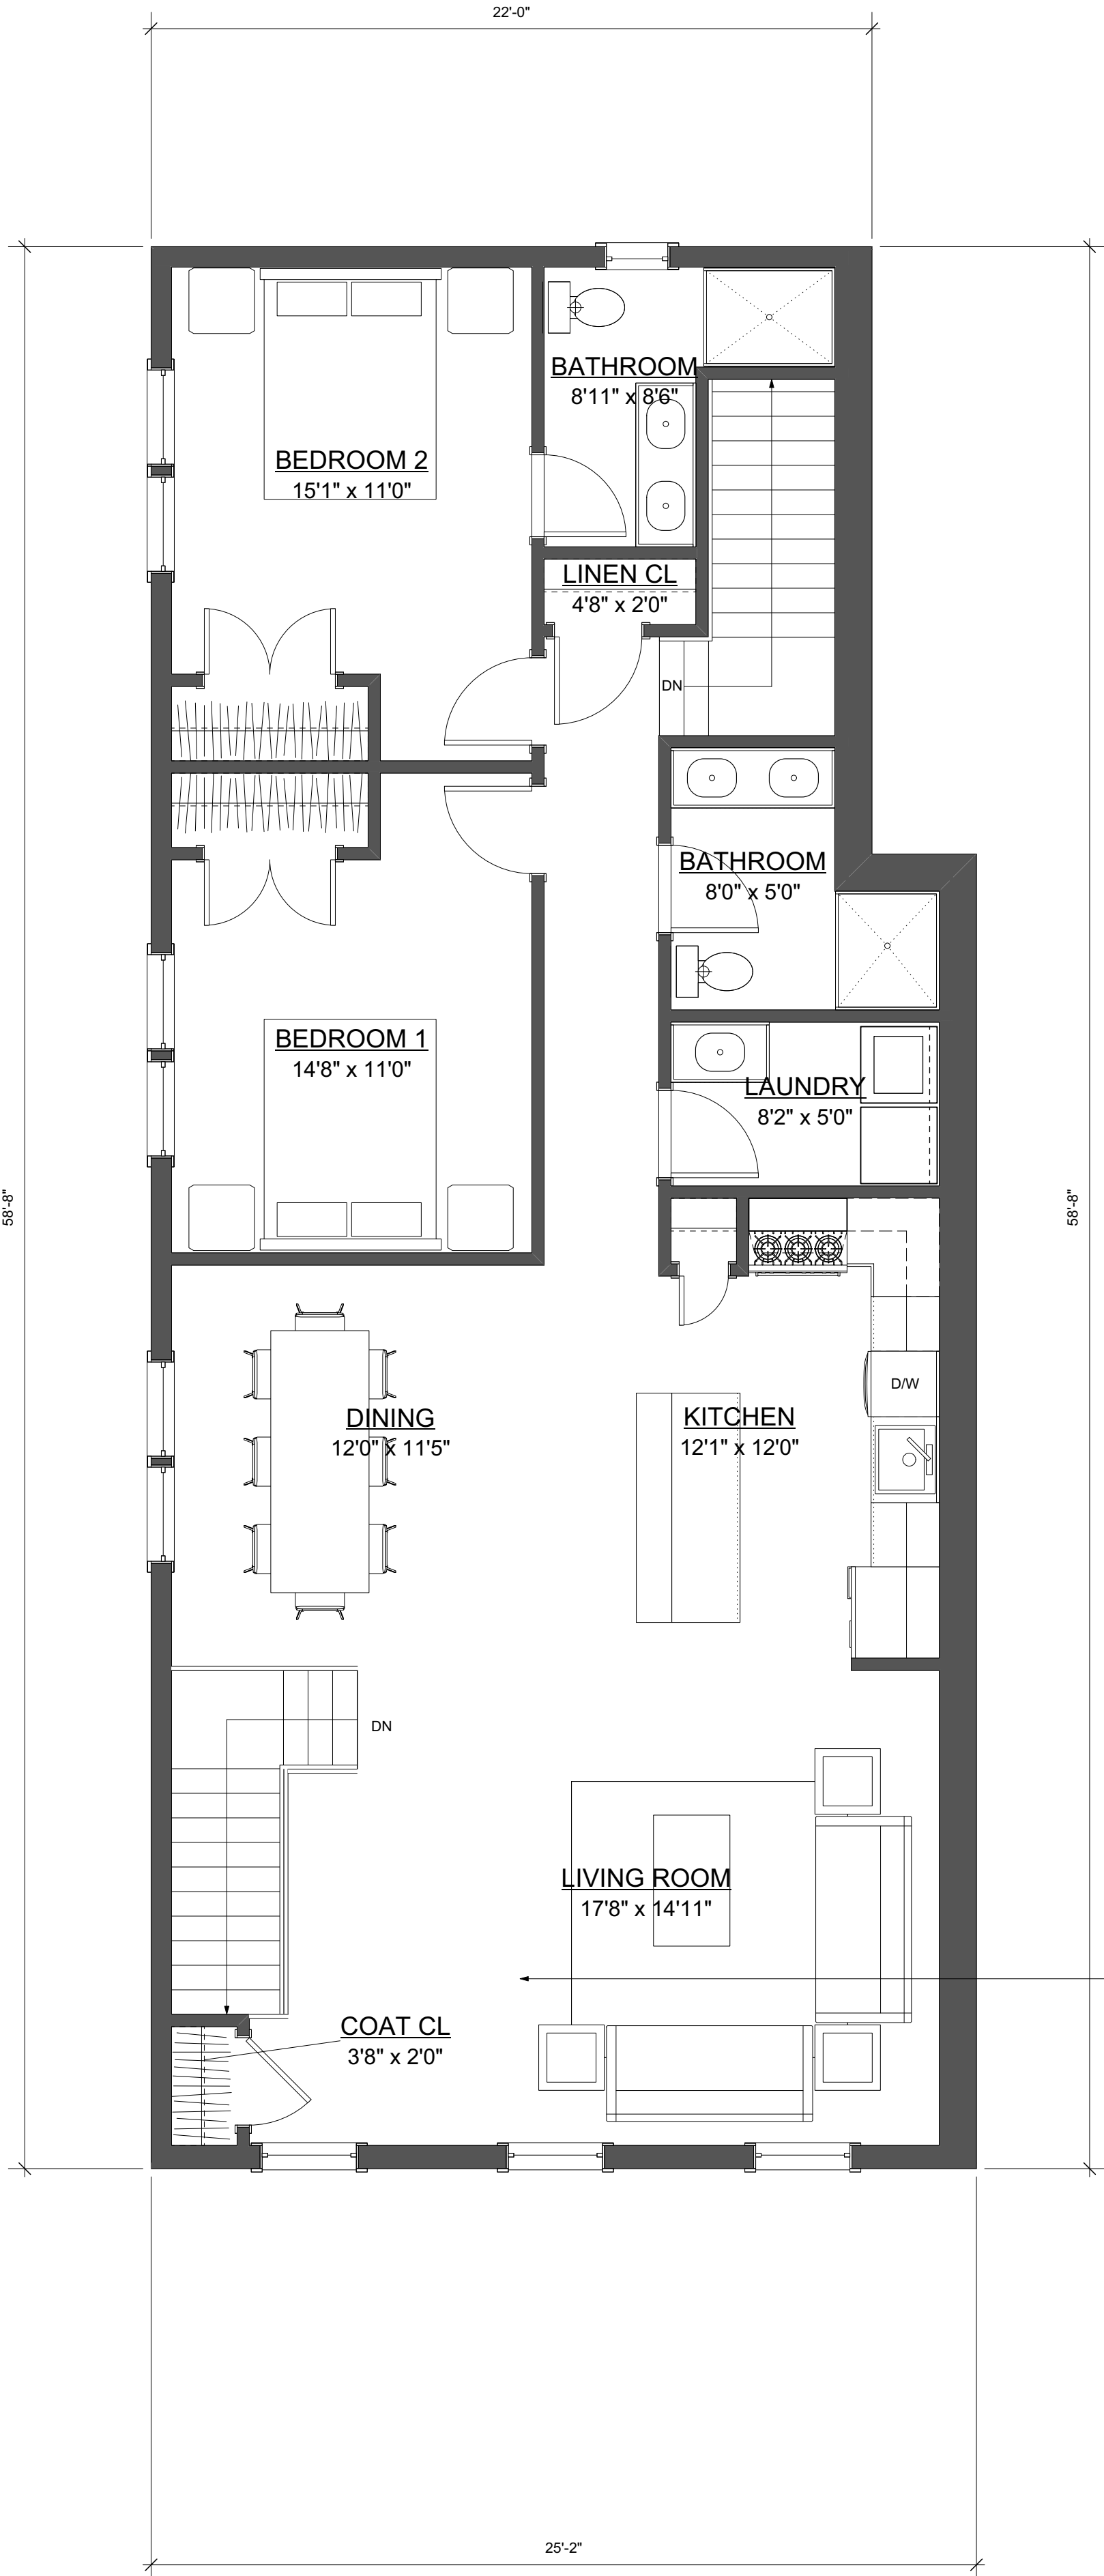 22'-0"
BATHROOM
8'11" x 8'6"
BEDROOM 2
15'1" x 11'0"
LINEN CL
4'8" x 2'0"
DN
BATHROOM
8'0" x 5'0"
BEDROOM 1
14'8" x 11'0"
LAUNDRY
8'2" x 5'0"
58'-8"
58'-8"
D/W
DINING
12'0" x 11'5"
KITCHEN
12'1" x 12'0"
DN
LIVING ROOM
17'8" x 14'11"
COAT CL
3'8" x 2'0"
25'-2"